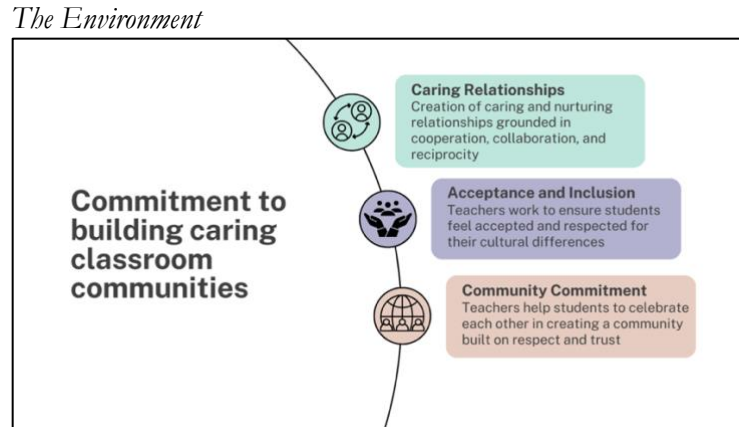 The Environment
Commitment to
building caring
classroom
communities
Caring Relationships
Creation of caring and nurturing
relationships grounded in
cooperation, collaboration, and
reciprocity
Acceptance and Inclusion
Teachers work to ensure students
feel accepted and respected for
their cultural differences
Community Commitment
Teachers help students to celebrate
each other in creating a community
built on respect and trust